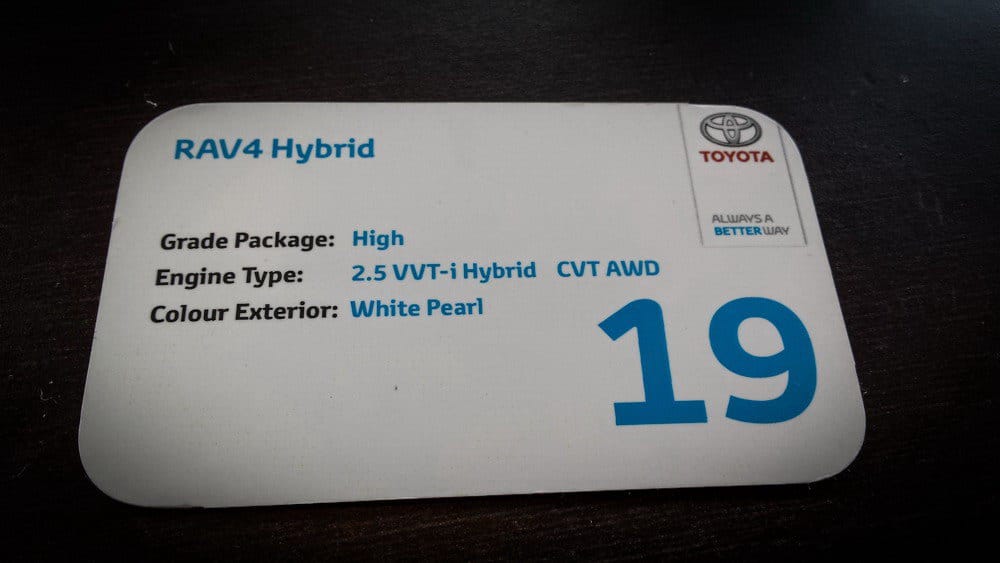 RAV4 Hybrid
TOYOTA
ALWAYS A
BETTER WAY
Grade Package: High
Engine Type: 2.5 VVT-i Hybrid CVT AWD
Colour Exterior: White Pearl
19